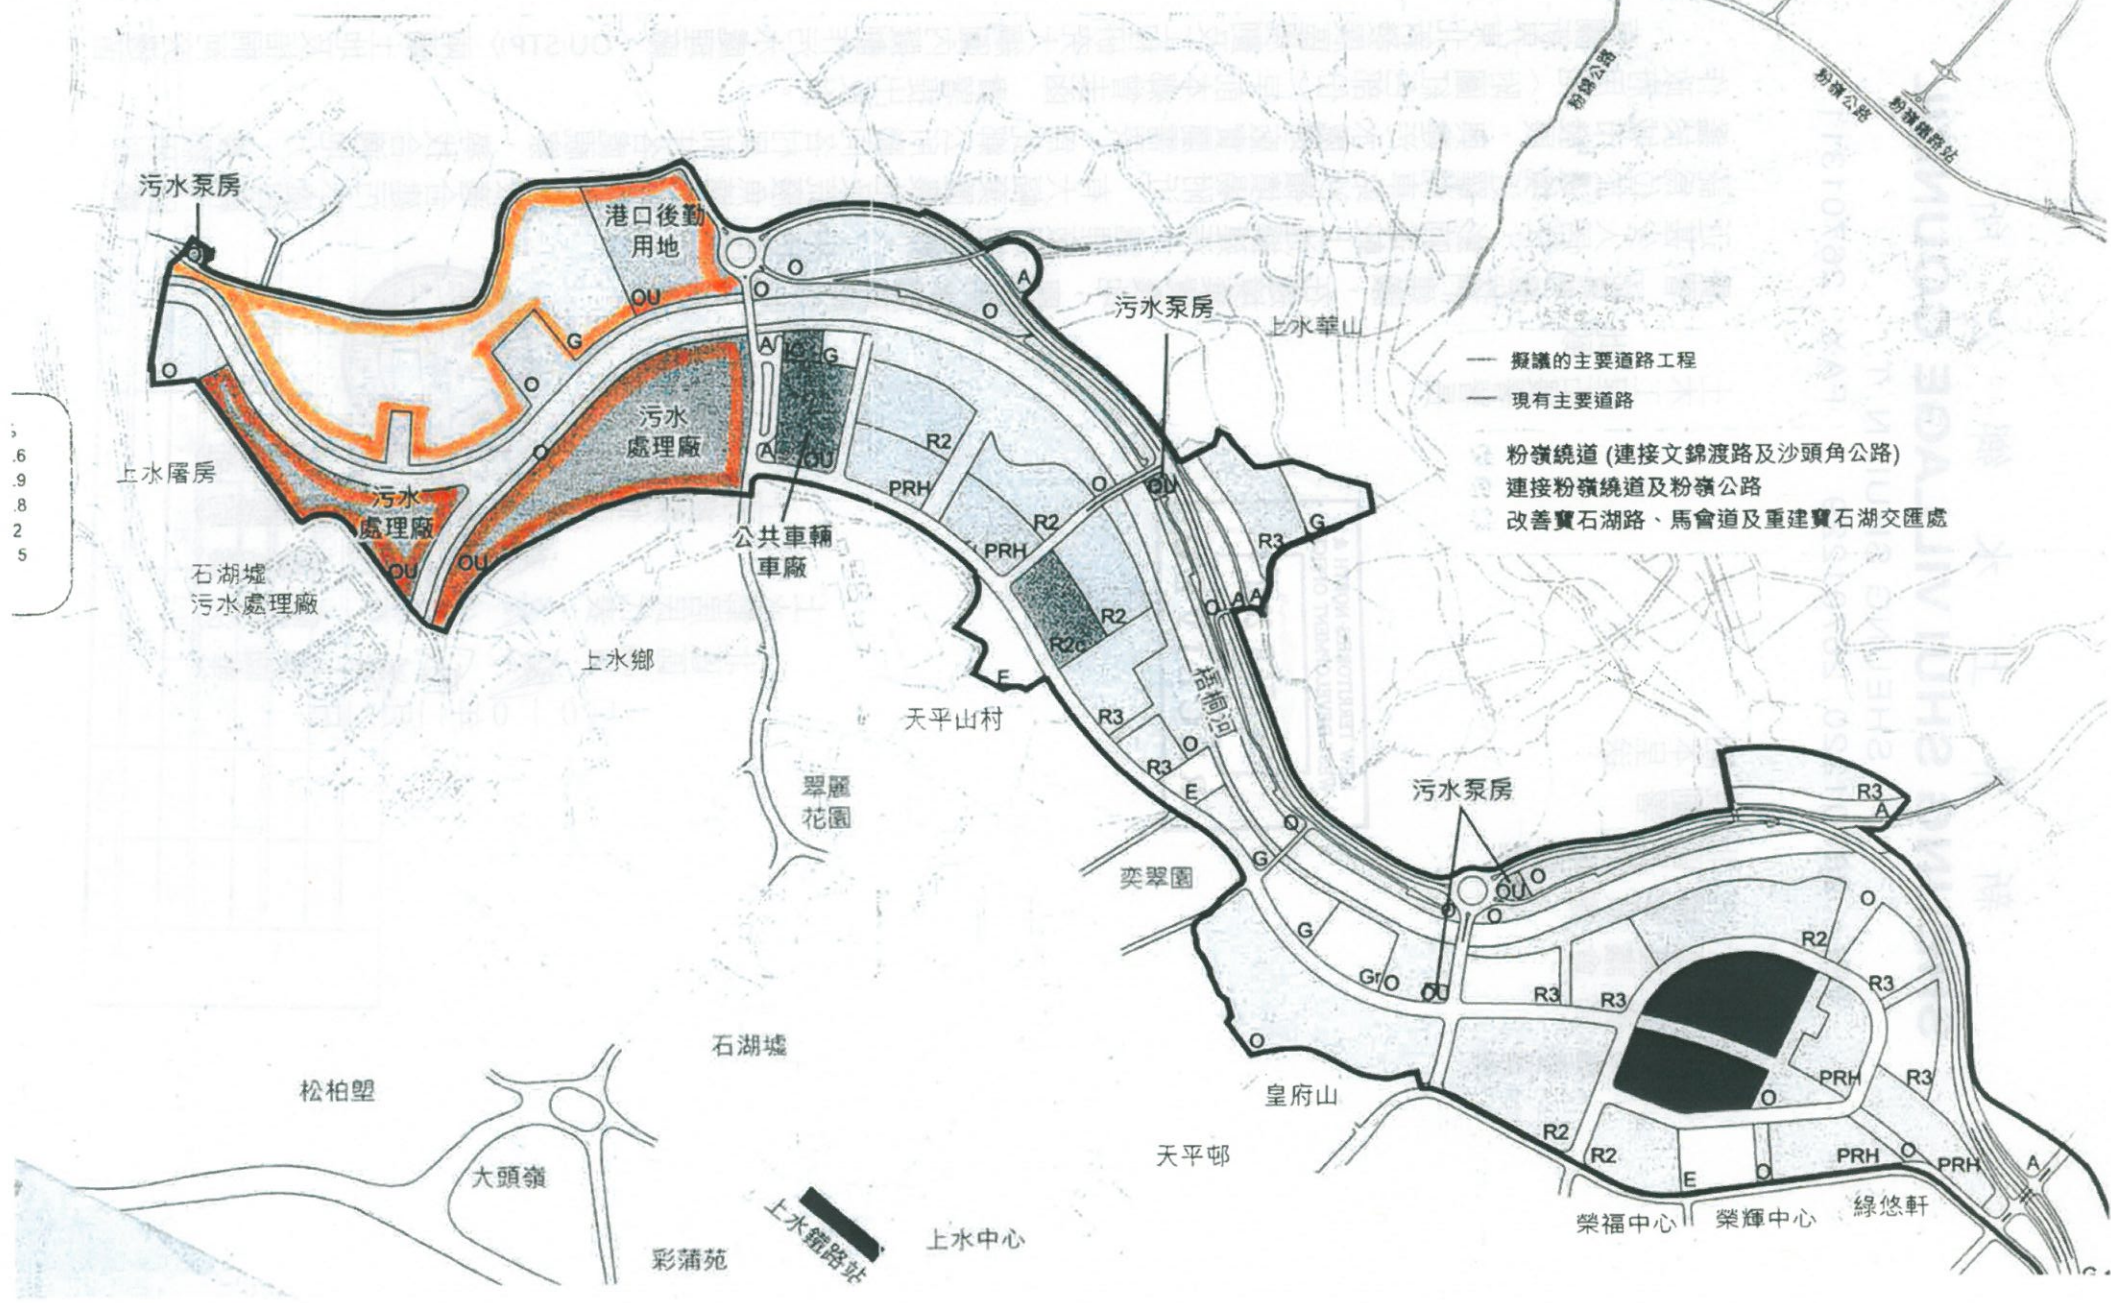 粉錦公路
粉嶺公路
粉嶺鐵路站
污水泵房
港口後勤
用地
OU
O
O
A
O
污水泵房
上水華山
擬議的主要道路工程
現有主要道路
粉嶺繞道 (連接文錦渡路及沙頭角公路)
連接粉嶺繞道及粉嶺公路
改善寶石湖路、馬會道及重建寶石湖交匯處
G
A
G
O
O
污水
處理廠
O
A
OU
R2
PRH
O
OU
.6
.9
.8
2
5
上水屠房
污水
處理廠
OU
OU
公共車輛
車廠
R2
PRH
R3
G
石湖墟
污水處理廠
R2
R2c
O
A
A
上水鄉
E
天平山村
梧桐河
R3
O
R3
E
翠麗
花園
污水泵房
R3
A
O
G
奕翠園
OU
O
O
O
O
G
Gr
O
OU
R3
R3
R2
R3
石湖墟
O
皇府山
松柏塱
PRH
R3
O
天平邨
R2
R2
E
O
PRH
O
PRH
A
大頭嶺
上水鐵路站
上水中心
彩蒲苑
榮福中心
榮輝中心
綠悠軒